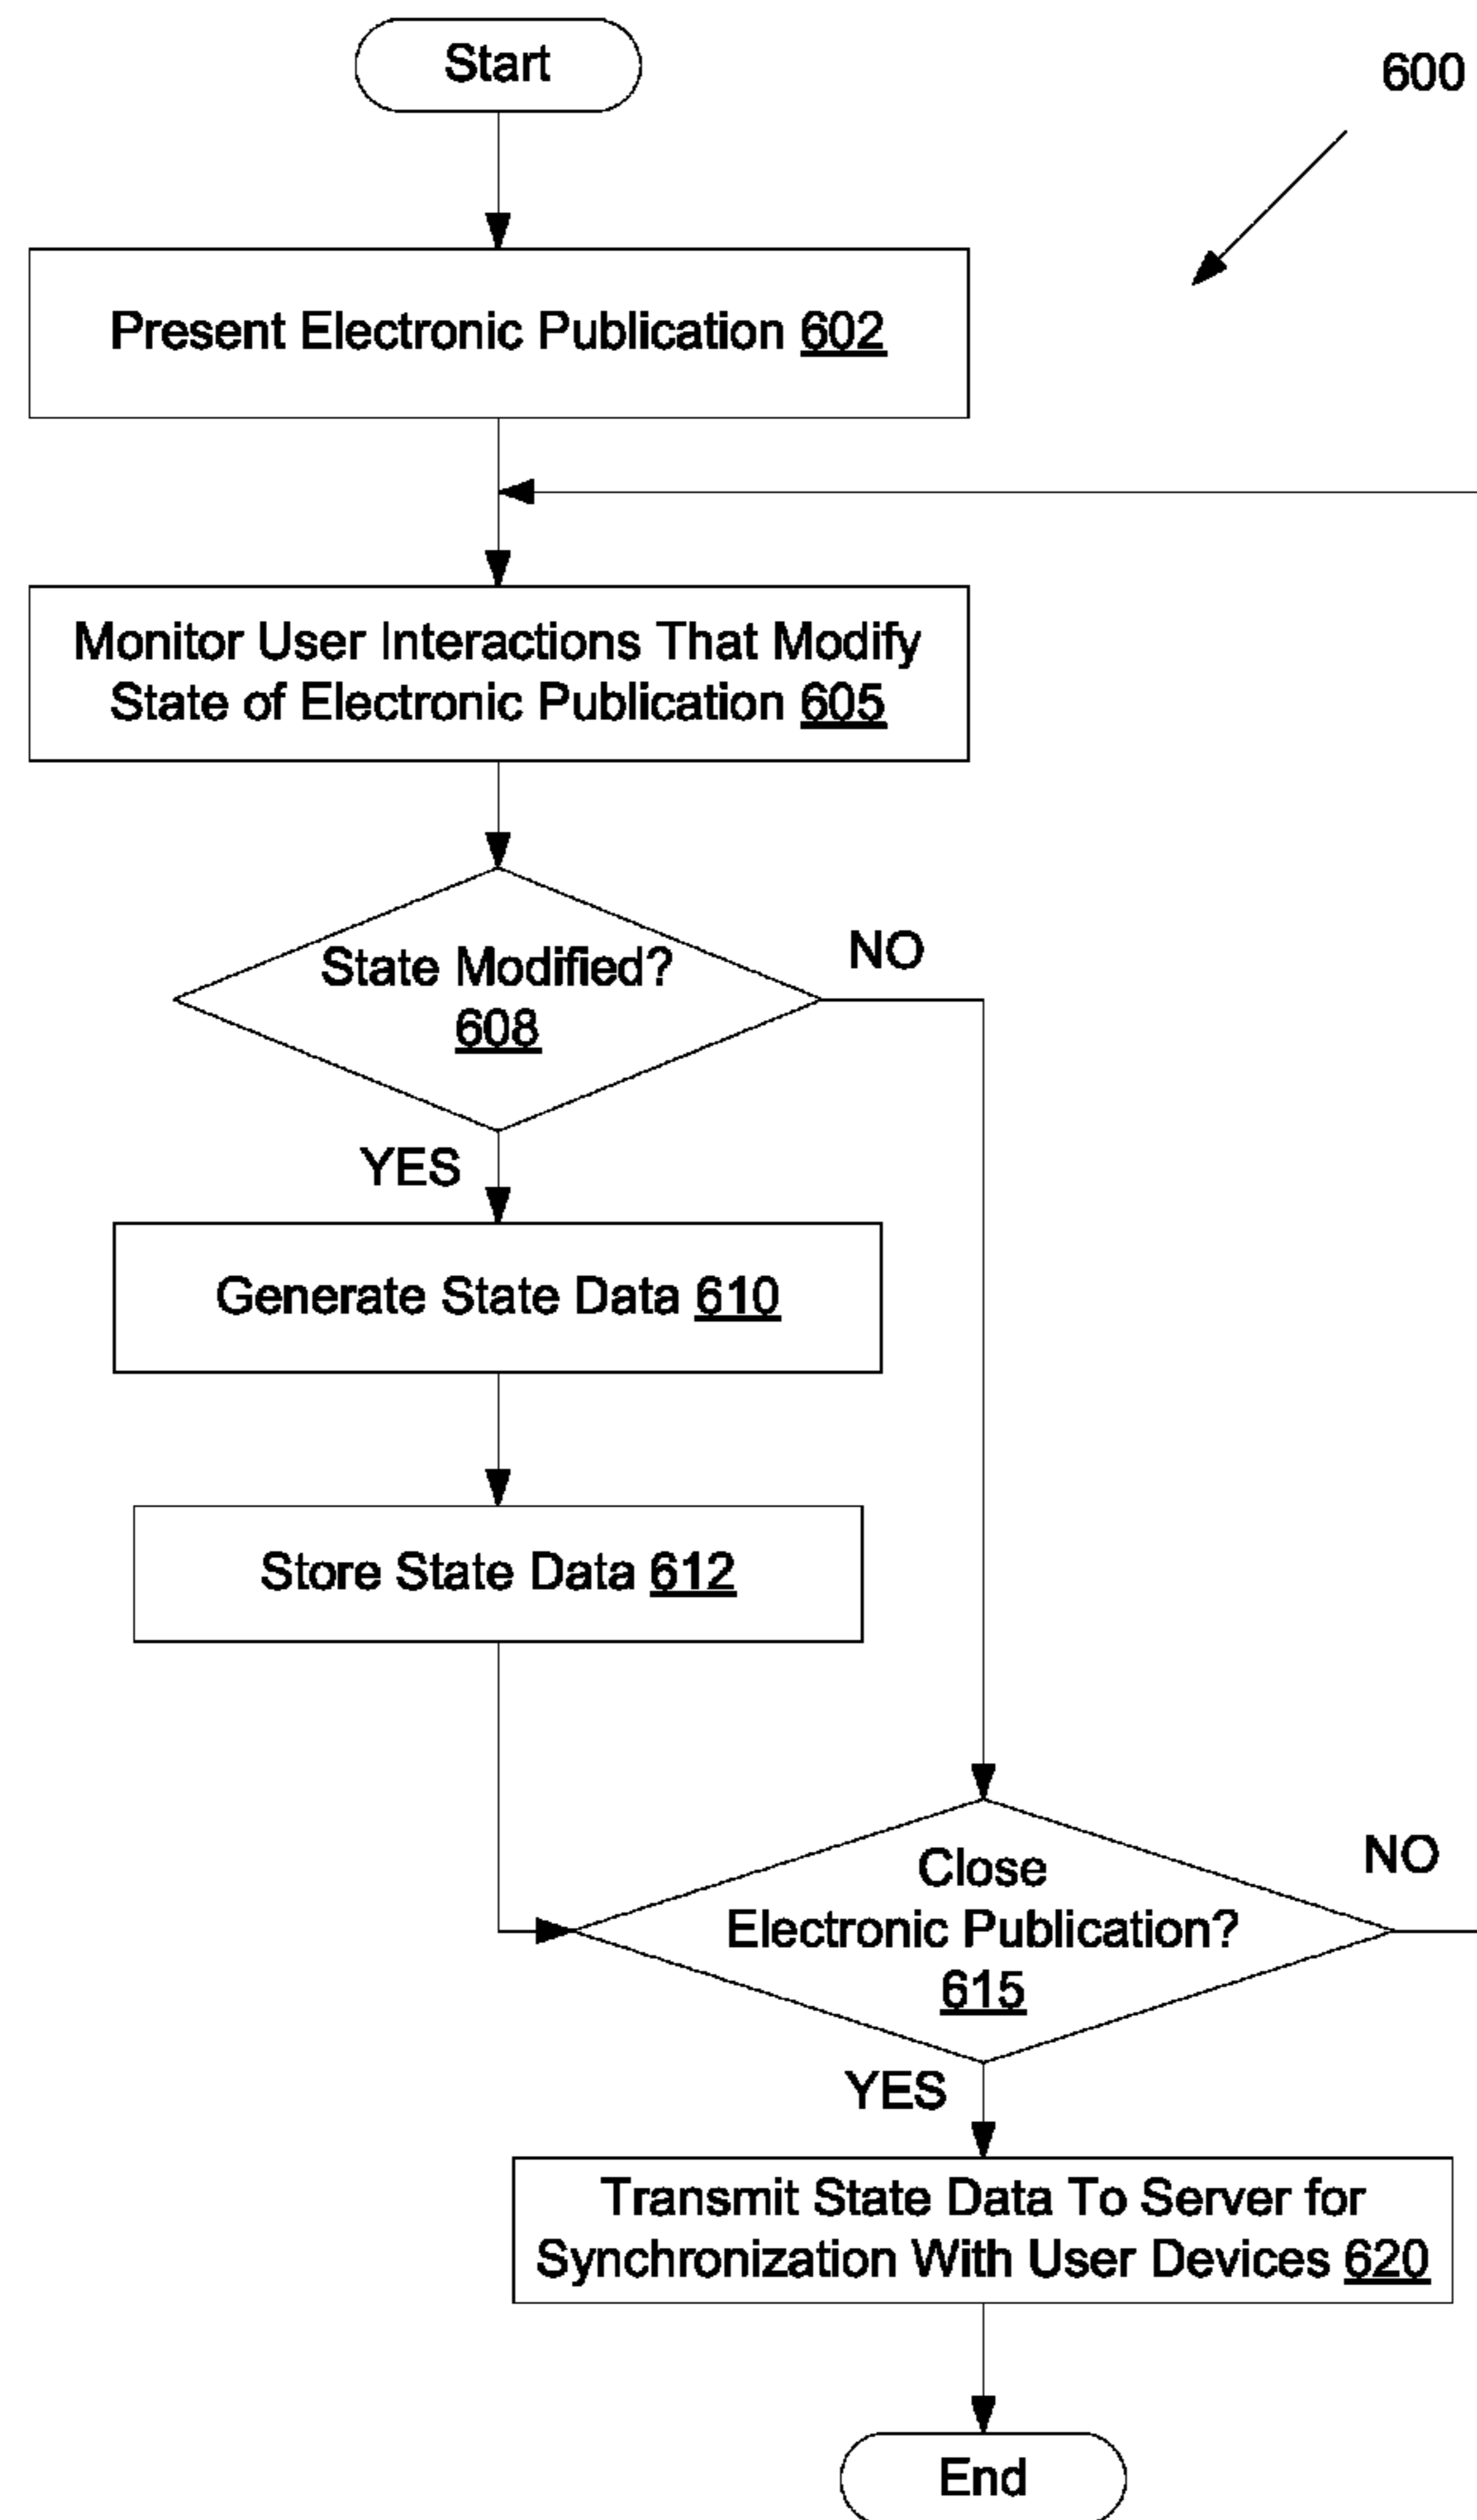 Start
600
Present Electronic Publication 602
Monitor User Interactions That Modify
State of Electronic Publication 605
State Modified?
608
NO
YES
Generate State Data 610
Store State Data 612
Close
Electronic Publication?
615
NO
YES
Transmit State Data To Server for
Synchronization With User Devices 620
End